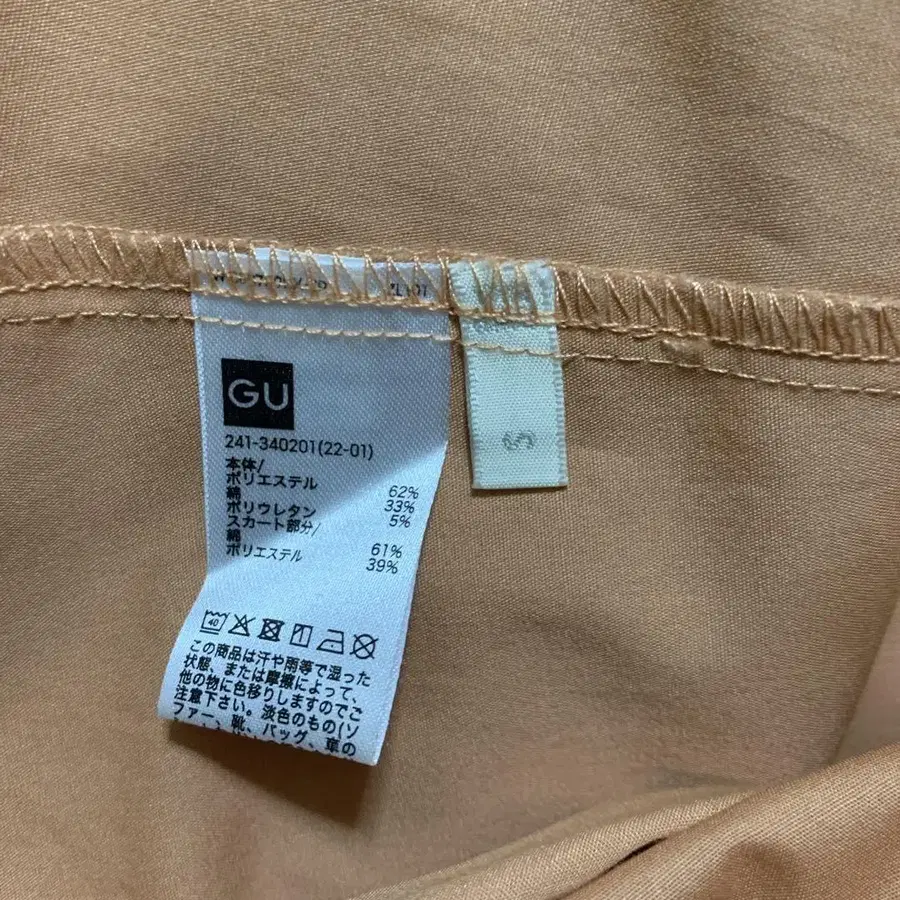 GU
241-340201(22-01)
本体/
ポリエステル 62%
綿 33%
ポリウレタン 5%
スカート部分/
綿 61%
ポリエステル 39%
40
この商品は汗や雨等で湿った
状態、または摩擦によって、
他の物に色移りしますのでご
注意下さい。淡色のもの(ソ
ファー、靴、バッグ、車の
S